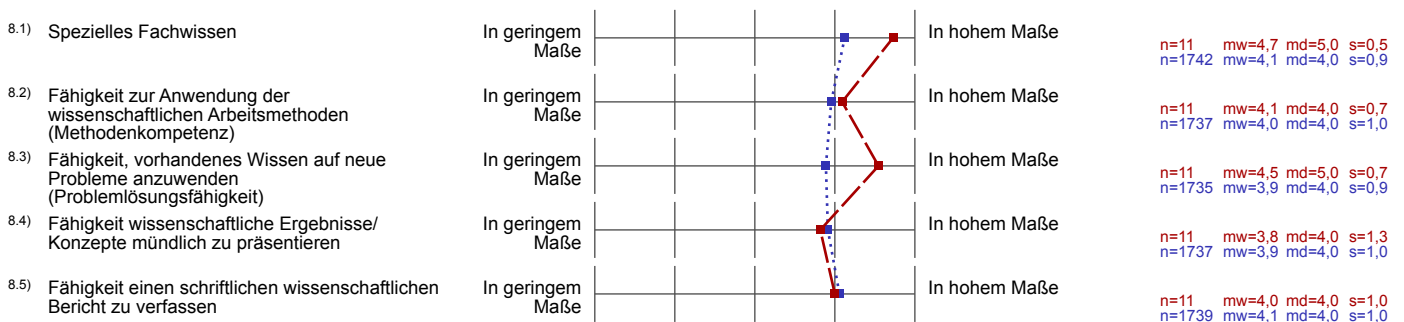 8.1) Spezielles Fachwissen
In geringem
Maße
In hohem Maße
n=11 mw=4,7 md=5,0 s=0,5
n=1742 mw=4,1 md=4,0 s=0,9
8.2) Fähigkeit zur Anwendung der
wissenschaftlichen Arbeitsmethoden
(Methodenkompetenz)
In geringem
Maße
In hohem Maße
n=11 mw=4,1 md=4,0 s=0,7
n=1737 mw=4,0 md=4,0 s=1,0
8.3) Fähigkeit, vorhandenes Wissen auf neue
Probleme anzuwenden
(Problemlösungsfähigkeit)
In geringem
Maße
In hohem Maße
n=11 mw=4,5 md=5,0 s=0,7
n=1735 mw=3,9 md=4,0 s=0,9
8.4) Fähigkeit wissenschaftliche Ergebnisse/
Konzepte mündlich zu präsentieren
In geringem
Maße
In hohem Maße
n=11 mw=3,8 md=4,0 s=1,3
n=1737 mw=3,9 md=4,0 s=1,0
8.5) Fähigkeit einen schriftlichen wissenschaftlichen
Bericht zu verfassen
In geringem
Maße
In hohem Maße
n=11 mw=4,0 md=4,0 s=1,0
n=1739 mw=4,1 md=4,0 s=1,0